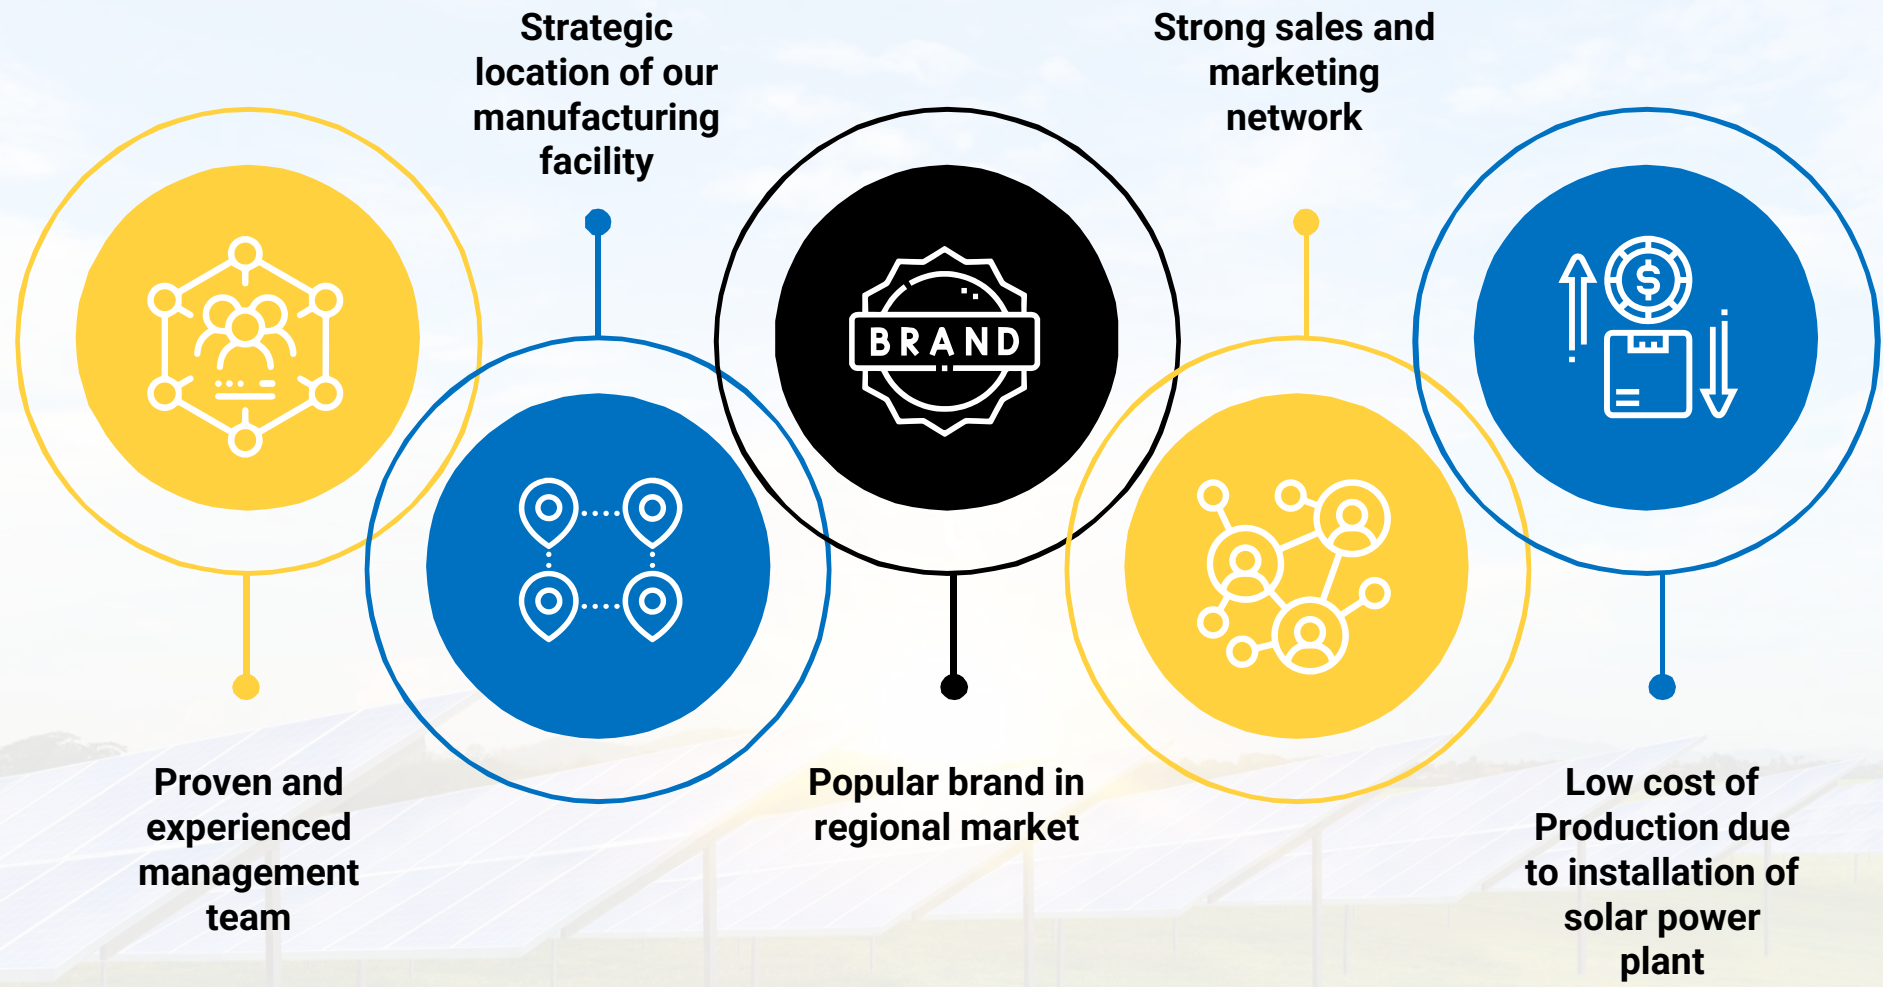 Strategic
location of our
manufacturing
facility
Strong sales and
marketing
network
BRAND
$
Proven and
experienced
management
team
Popular brand in
regional market
Low cost of
Production due
to installation of
solar power
plant